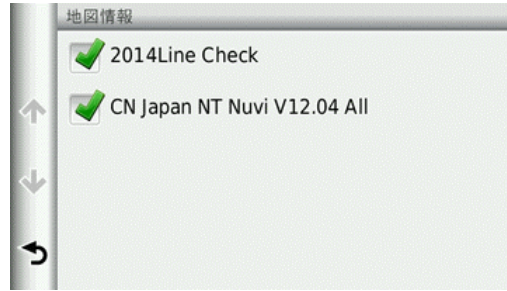 地図情報
2014Line Check
CN Japan NT Nuvi V12.04 All